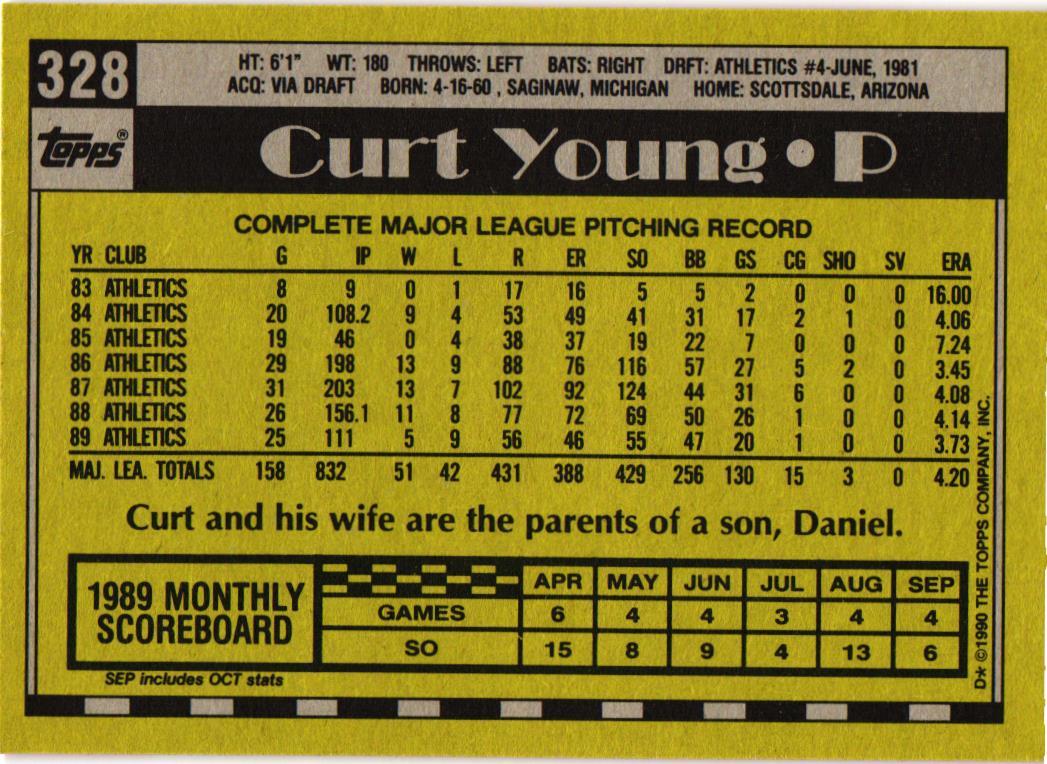 328
HT: 6'1" WT: 180 THROWS: LEFT BATS: RIGHT DRFT: ATHLETICS #4-JUNE, 1981
ACQ: VIA DRAFT BORN: 4-16-60 , SAGINAW, MICHIGAN HOME: SCOTTSDALE, ARIZONA
topps®
Curt Young • P
COMPLETE MAJOR LEAGUE PITCHING RECORD
YR CLUB G IP W L R ER SO BB GS CG SHO SV ERA
83 ATHLETICS 8 9 0 1 17 16 5 5 2 0 0 0 16.00
84 ATHLETICS 20 108.2 9 4 53 49 41 31 17 2 1 0 4.06
85 ATHLETICS 19 46 0 4 38 37 19 22 7 0 0 0 7.24
86 ATHLETICS 29 198 13 9 88 76 116 57 27 5 2 0 3.45
87 ATHLETICS 31 203 13 7 102 92 124 44 31 6 0 0 4.08
88 ATHLETICS 26 156.1 11 8 77 72 69 50 26 1 0 0 4.14
89 ATHLETICS 25 111 5 9 56 46 55 47 20 1 0 0 3.73
MAJ. LEA. TOTALS 158 832 51 42 431 388 429 256 130 15 3 0 4.20
Curt and his wife are the parents of a son, Daniel.
1989 MONTHLY
SCOREBOARD
APR MAY JUN JUL AUG SEP
GAMES 6 4 4 3 4 4
SO 15 8 9 4 13 6
SEP includes OCT stats
D* ©1990 THE TOPPS COMPANY, INC.